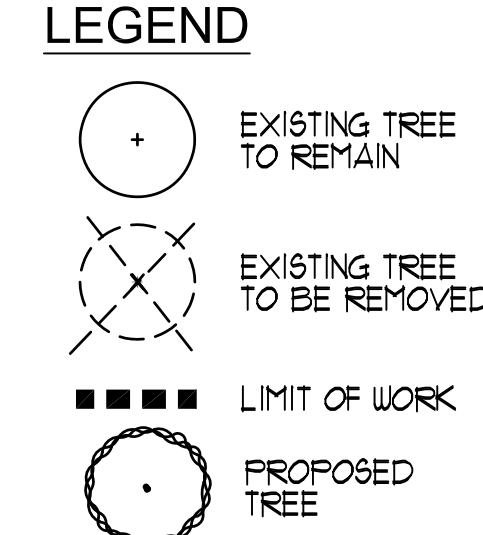 LEGEND
EXISTING TREE
TO REMAIN
EXISTING TREE
TO BE REMOVED
LIMIT OF WORK
PROPOSED
TREE